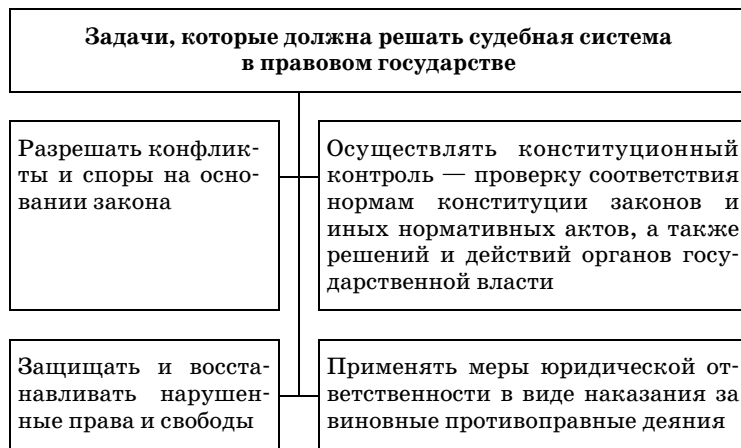 Задачи, которые должна решать судебная система
в правовом государстве
Разрешать конфлик-
ты и споры на осно-
вании закона
Осуществлять конституционный
контроль — проверку соответствия
нормам конституции законов и
иных нормативных актов, а также
решений и действий органов госу-
дарственной власти
Защищать и восста-
навливать нарушен-
ные права и свободы
Применять меры юридической от-
ветственности в виде наказания за
виновные противоправные деяния